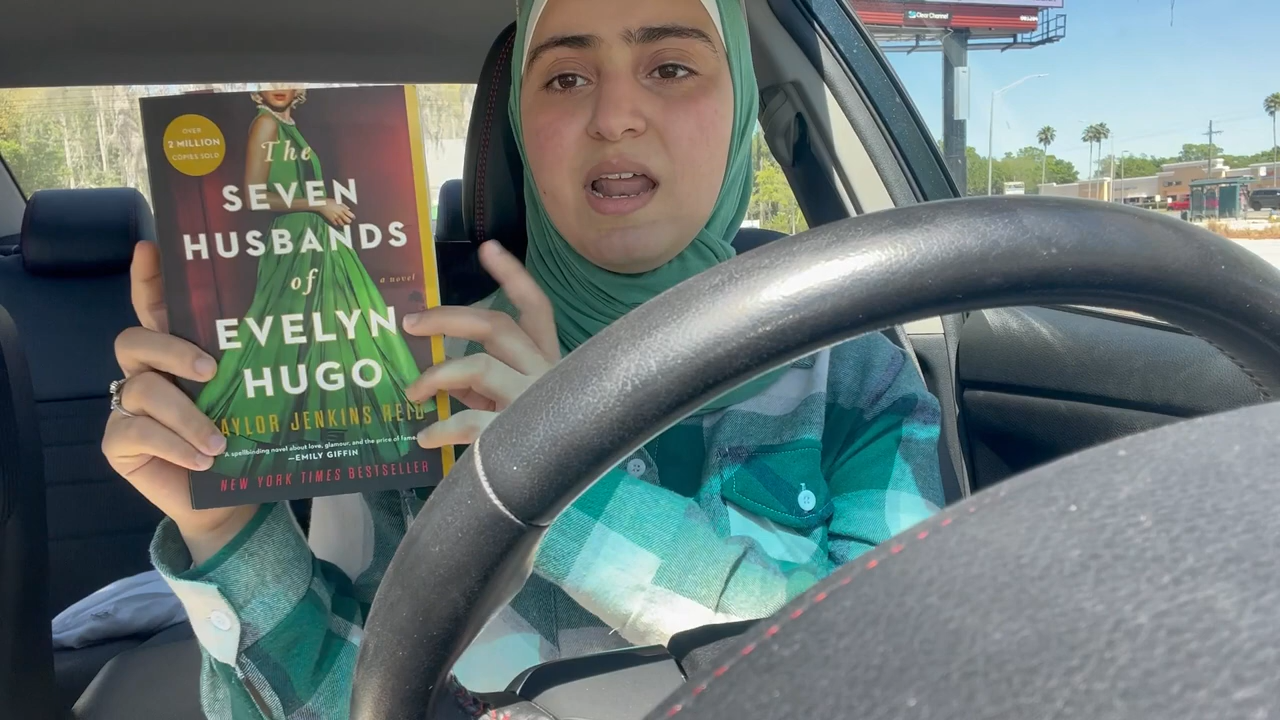 Clear Channel
OVER
2 MILLION
COPIES SOLD
The
SEVEN
HUSBANDS
of
a novel
EVELYN
HUGO
AYLOR JENKINS REID
"A spellbinding novel about love, glamour, and the price of fame."
—EMILY GIFFIN
NEW YORK TIMES BESTSELLER